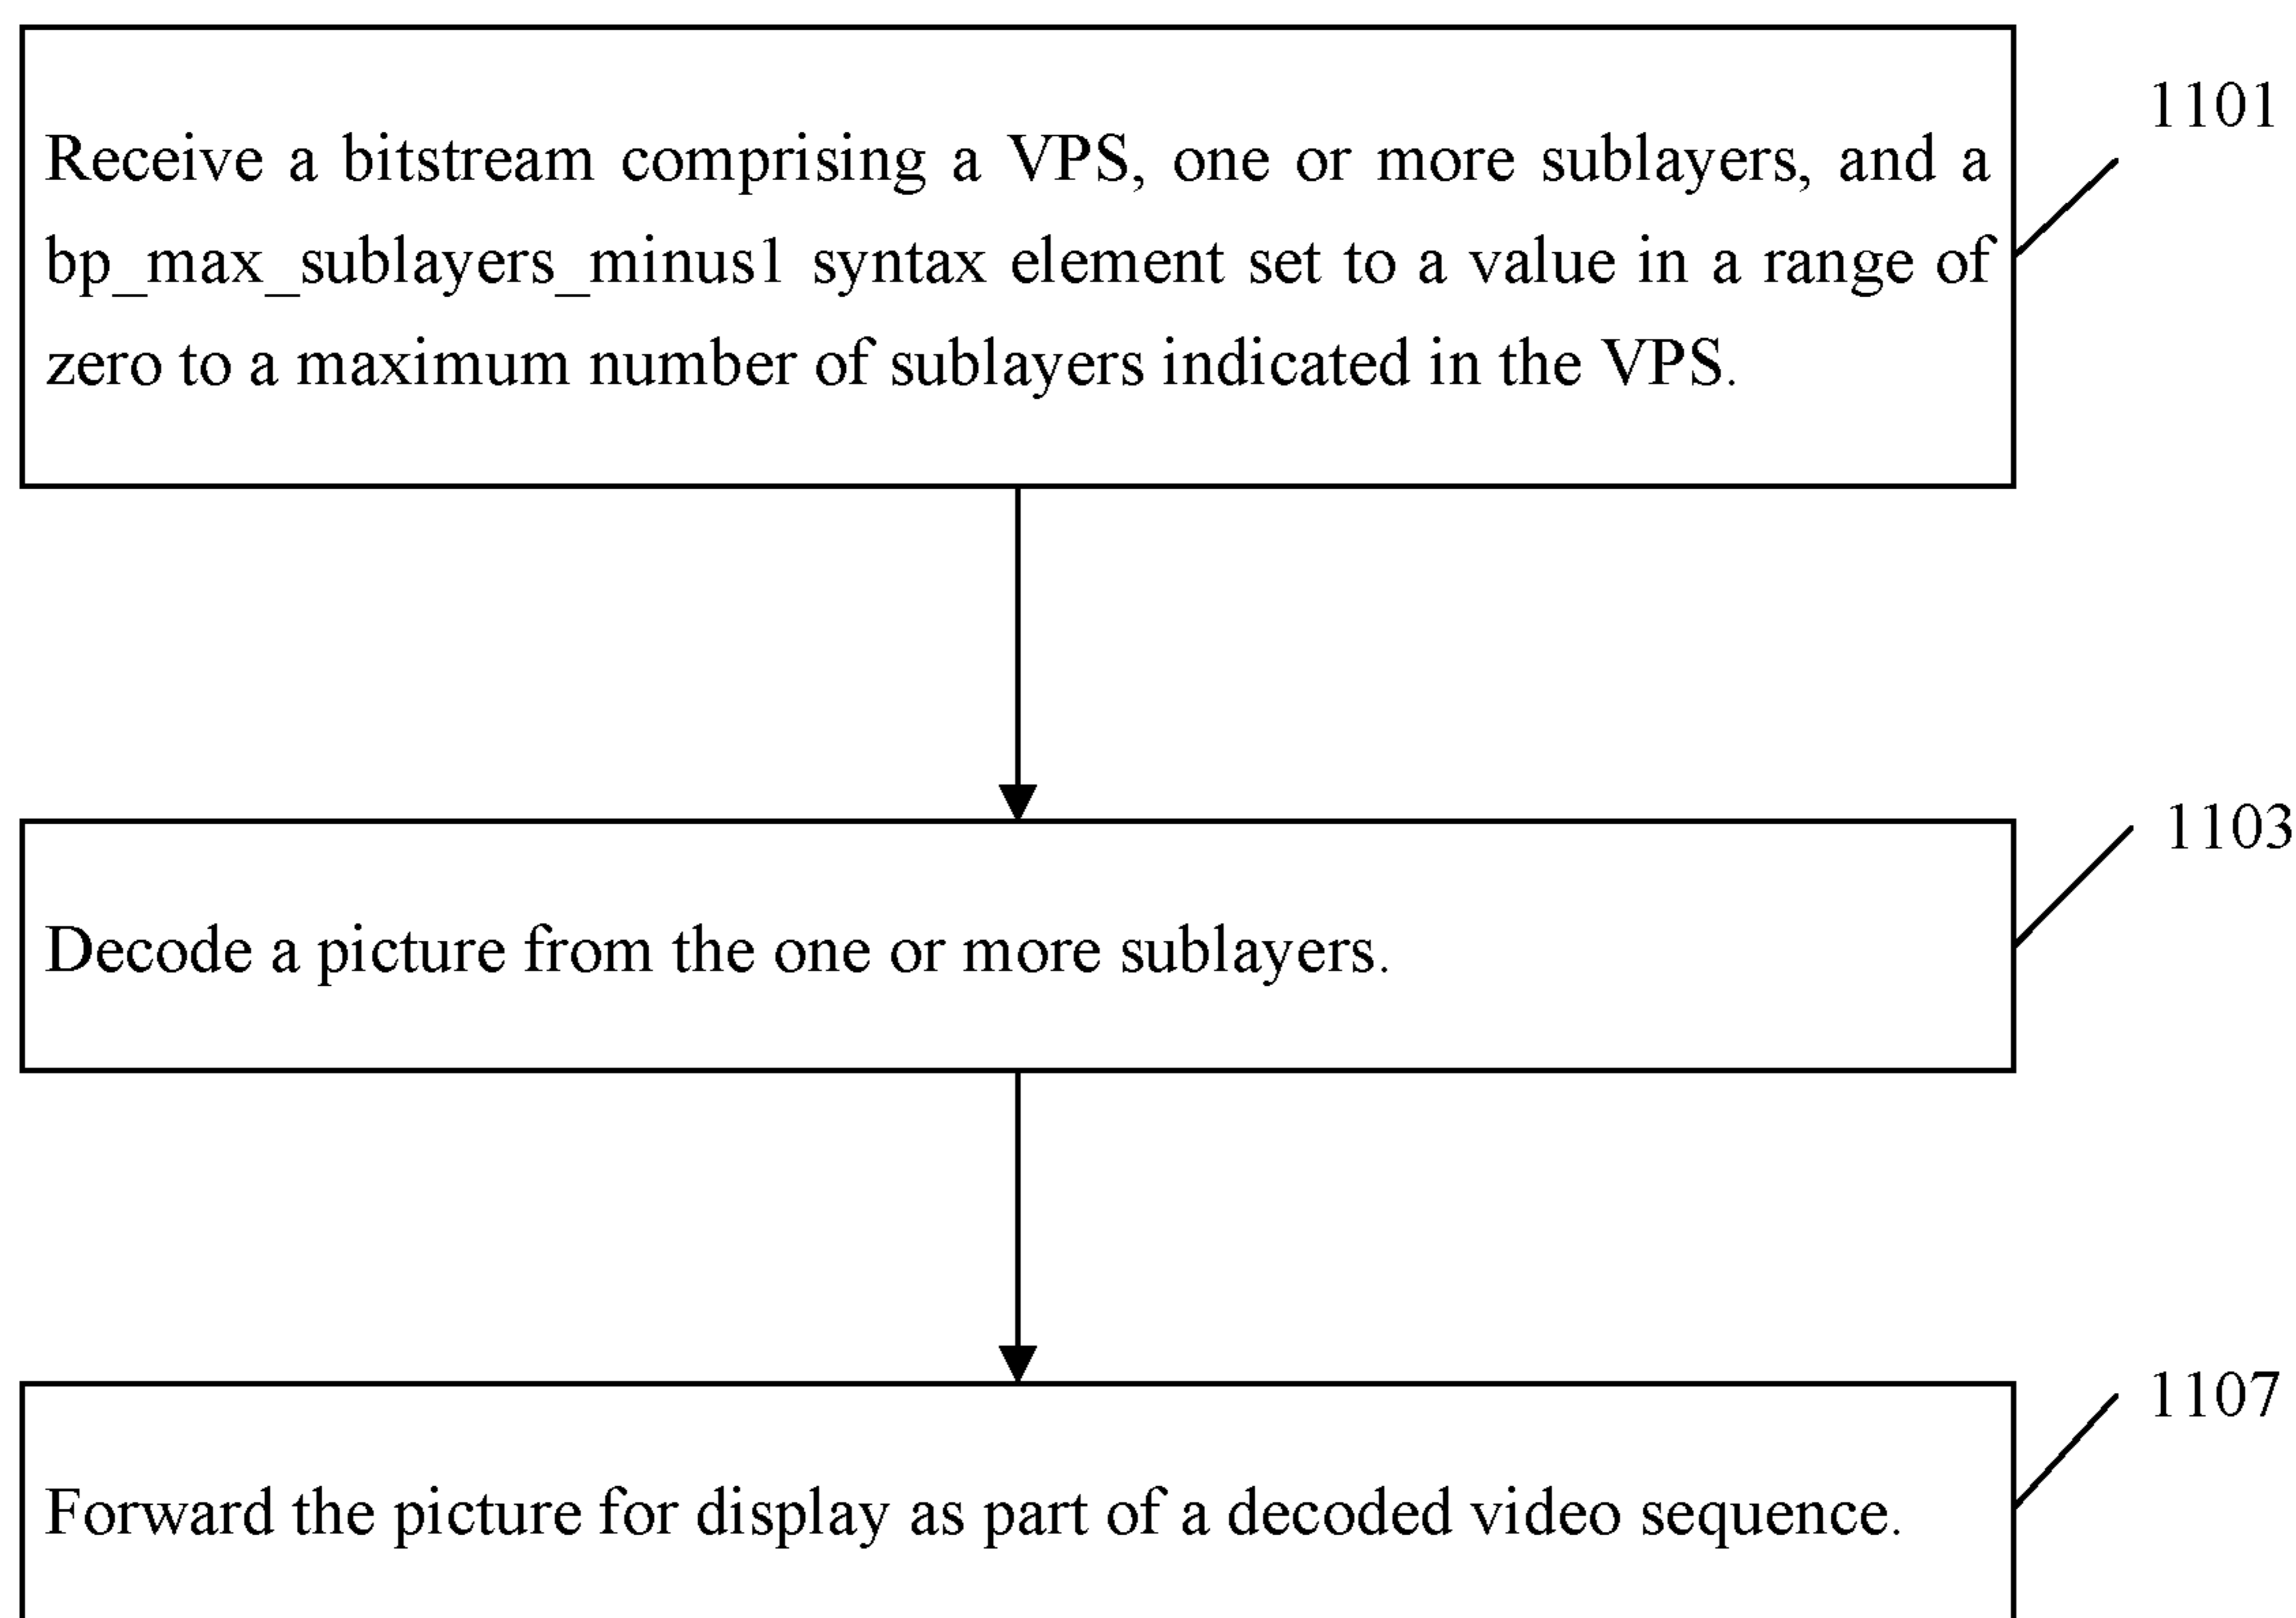 1101
Receive a bitstream comprising a VPS, one or more sublayers, and a
bp_max_sublayers_minus1 syntax element set to a value in a range of
zero to a maximum number of sublayers indicated in the VPS.
1103
Decode a picture from the one or more sublayers.
1107
Forward the picture for display as part of a decoded video sequence.